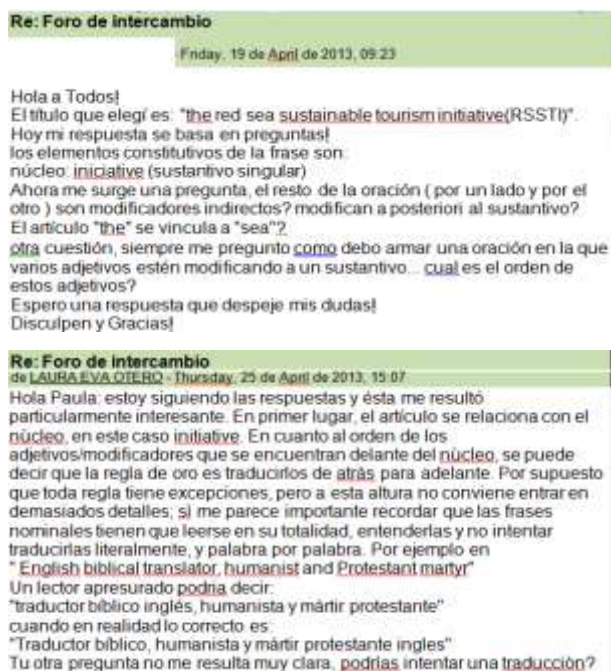 Re: Foro de intercambio
- Friday, 19 de April de 2013, 09:23
Hola a Todos!
El título que elegí es: "the red sea sustainable tourism initiative(RSSTI)".
Hoy mi respuesta se basa en preguntas!
los elementos constitutivos de la frase son:
núcleo: iniciative (sustantivo singular)
Ahora me surge una pregunta, el resto de la oración ( por un lado y por el
otro ) son modificadores indirectos? modifican a posteriori al sustantivo?
El artículo "the" se vincula a "sea"?
otra cuestión, siempre me pregunto como debo armar una oración en la que
varios adjetivos estén modificando a un sustantivo... cual es el orden de
estos adjetivos?
Espero una respuesta que despeje mis dudas!
Disculpen y Gracias!
Re: Foro de intercambio
de LAURA EVA OTERO - Thursday, 25 de April de 2013, 15:07
Hola Paula: estoy siguiendo las respuestas y ésta me resultó
particularmente interesante. En primer lugar, el artículo se relaciona con el
núcleo, en este caso initiative. En cuanto al orden de los
adjetivos/modificadores que se encuentran delante del núcleo, se puede
decir que la regla de oro es traducirlos de atrás para adelante. Por supuesto
que toda regla tiene excepciones, pero a esta altura no conviene entrar en
demasiados detalles; sí me parece importante recordar que las frases
nominales tienen que leerse en su totalidad, entenderlas y no intentar
traducirlas literalmente, y palabra por palabra. Por ejemplo en
" English biblical translator, humanist and Protestant martyr"
Un lector apresurado podria decir:
"traductor bíblico inglés, humanista y mártir protestante"
cuando en realidad lo correcto es:
"Traductor bíblico, humanista y mártir protestante ingles"
Tu otra pregunta no me resulta muy clara, podrías intentar una traducción?